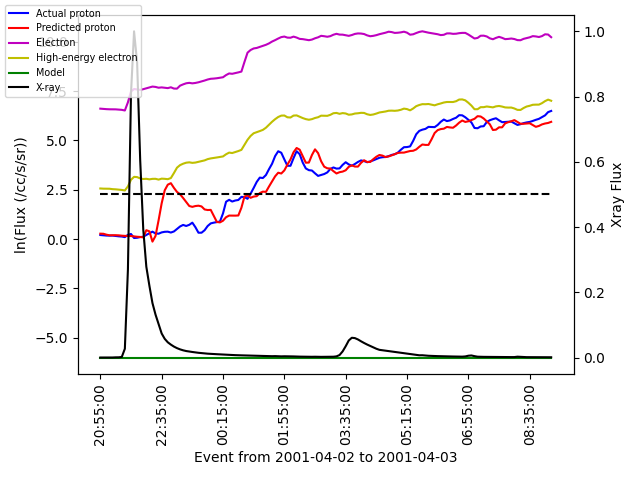 Actual proton
Predicted proton
Electron
High-energy electron
Model
X-ray
7.5
5.0
2.5
0.0
−2.5
−5.0
ln(Flux (/cc/s/sr))
1.0
0.8
0.6
0.4
0.2
0.0
Xray Flux
20:55:00
22:35:00
00:15:00
01:55:00
03:35:00
05:15:00
06:55:00
08:35:00
Event from 2001-04-02 to 2001-04-03